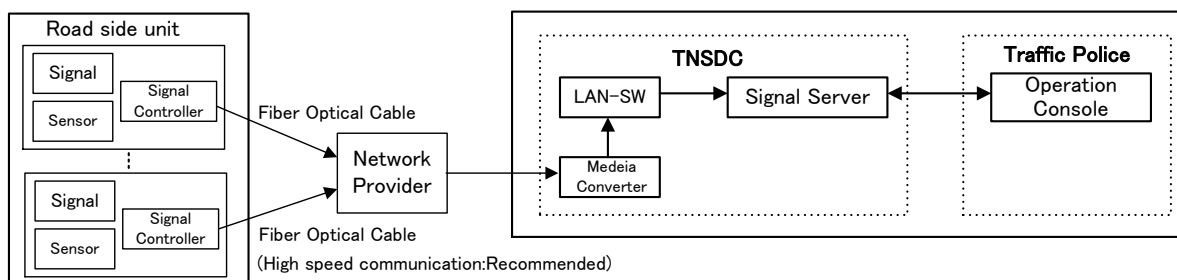 Road side unit
Signal
Sensor
Signal
Controller
Signal
Sensor
Signal
Controller
Fiber Optical Cable
Fiber Optical Cable
(High speed communication:Recommended)
Network
Provider
TNSDC
LAN-SW
Signal Server
Medeia
Converter
Traffic Police
Operation
Console